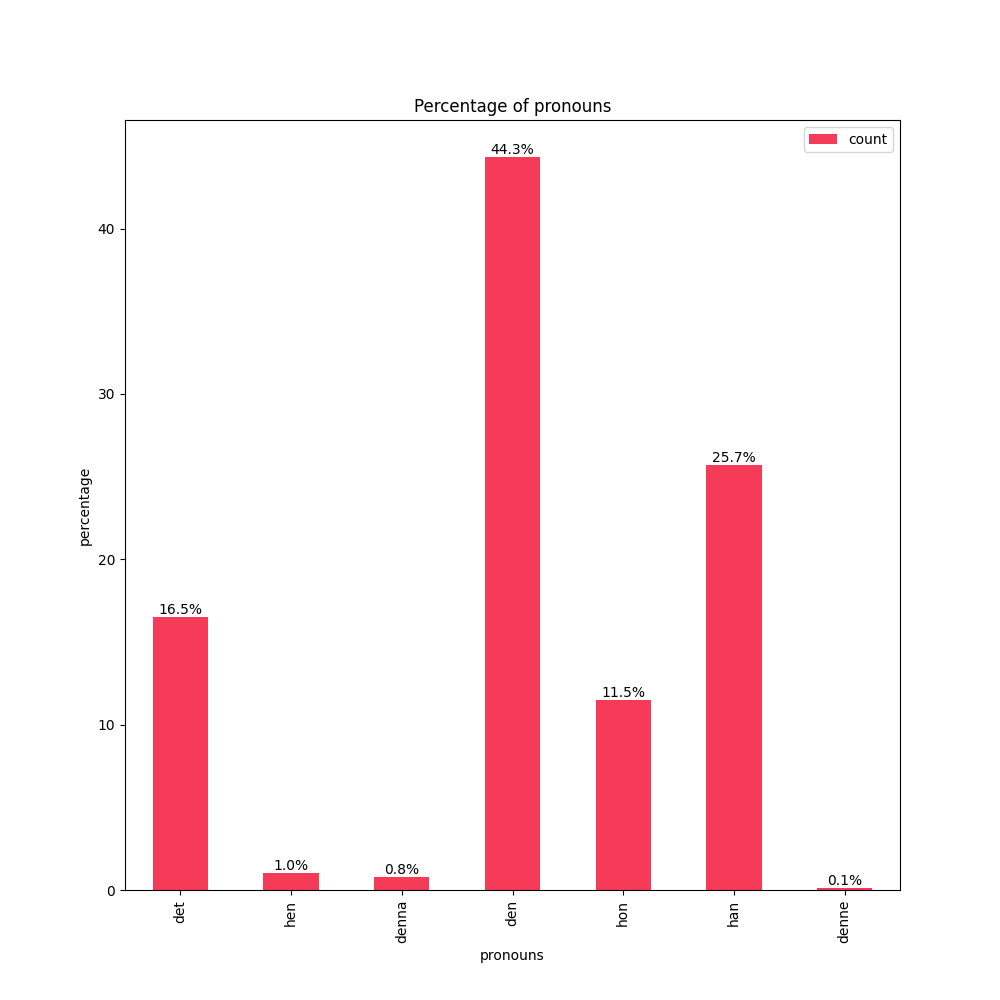 Percentage of pronouns
count
44.3%
25.7%
16.5%
11.5%
1.0%
0.8%
0.1%
40
30
20
10
0
percentage
det
hen
denna
den
hon
han
denne
pronouns